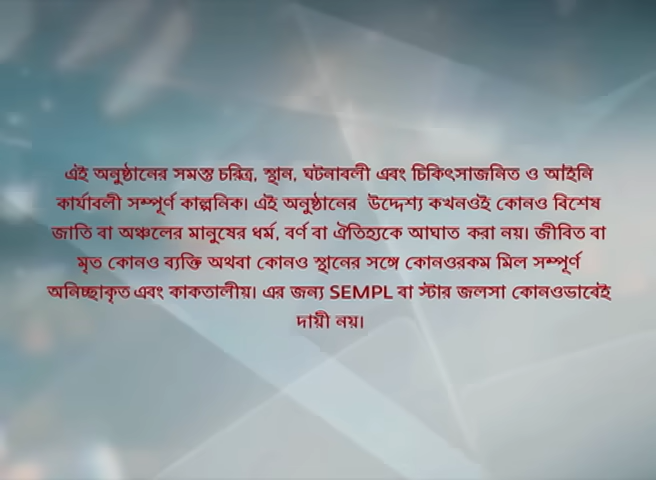 এই অনুষ্ঠানের সমস্ত চরিত্র, স্থান, ঘটনাবলী এবং চিকিৎসাজনিত ও আইনি
কার্যাবলী সম্পূর্ণ কাল্পনিক। এই অনুষ্ঠানের উদ্দেশ্য কখনওই কোনও বিশেষ
জাতি বা অঞ্চলের মানুষের ধর্ম, বর্ণ বা ঐতিহ্যকে আঘাত করা নয়। জীবিত বা
মৃত কোনও ব্যক্তি অথবা কোনও স্থানের সঙ্গে কোনওরকম মিল সম্পূর্ণ
অনিচ্ছাকৃত এবং কাকতালীয়। এর জন্য SEMPL বা স্টার জলসা কোনওভাবেই
দায়ী নয়।